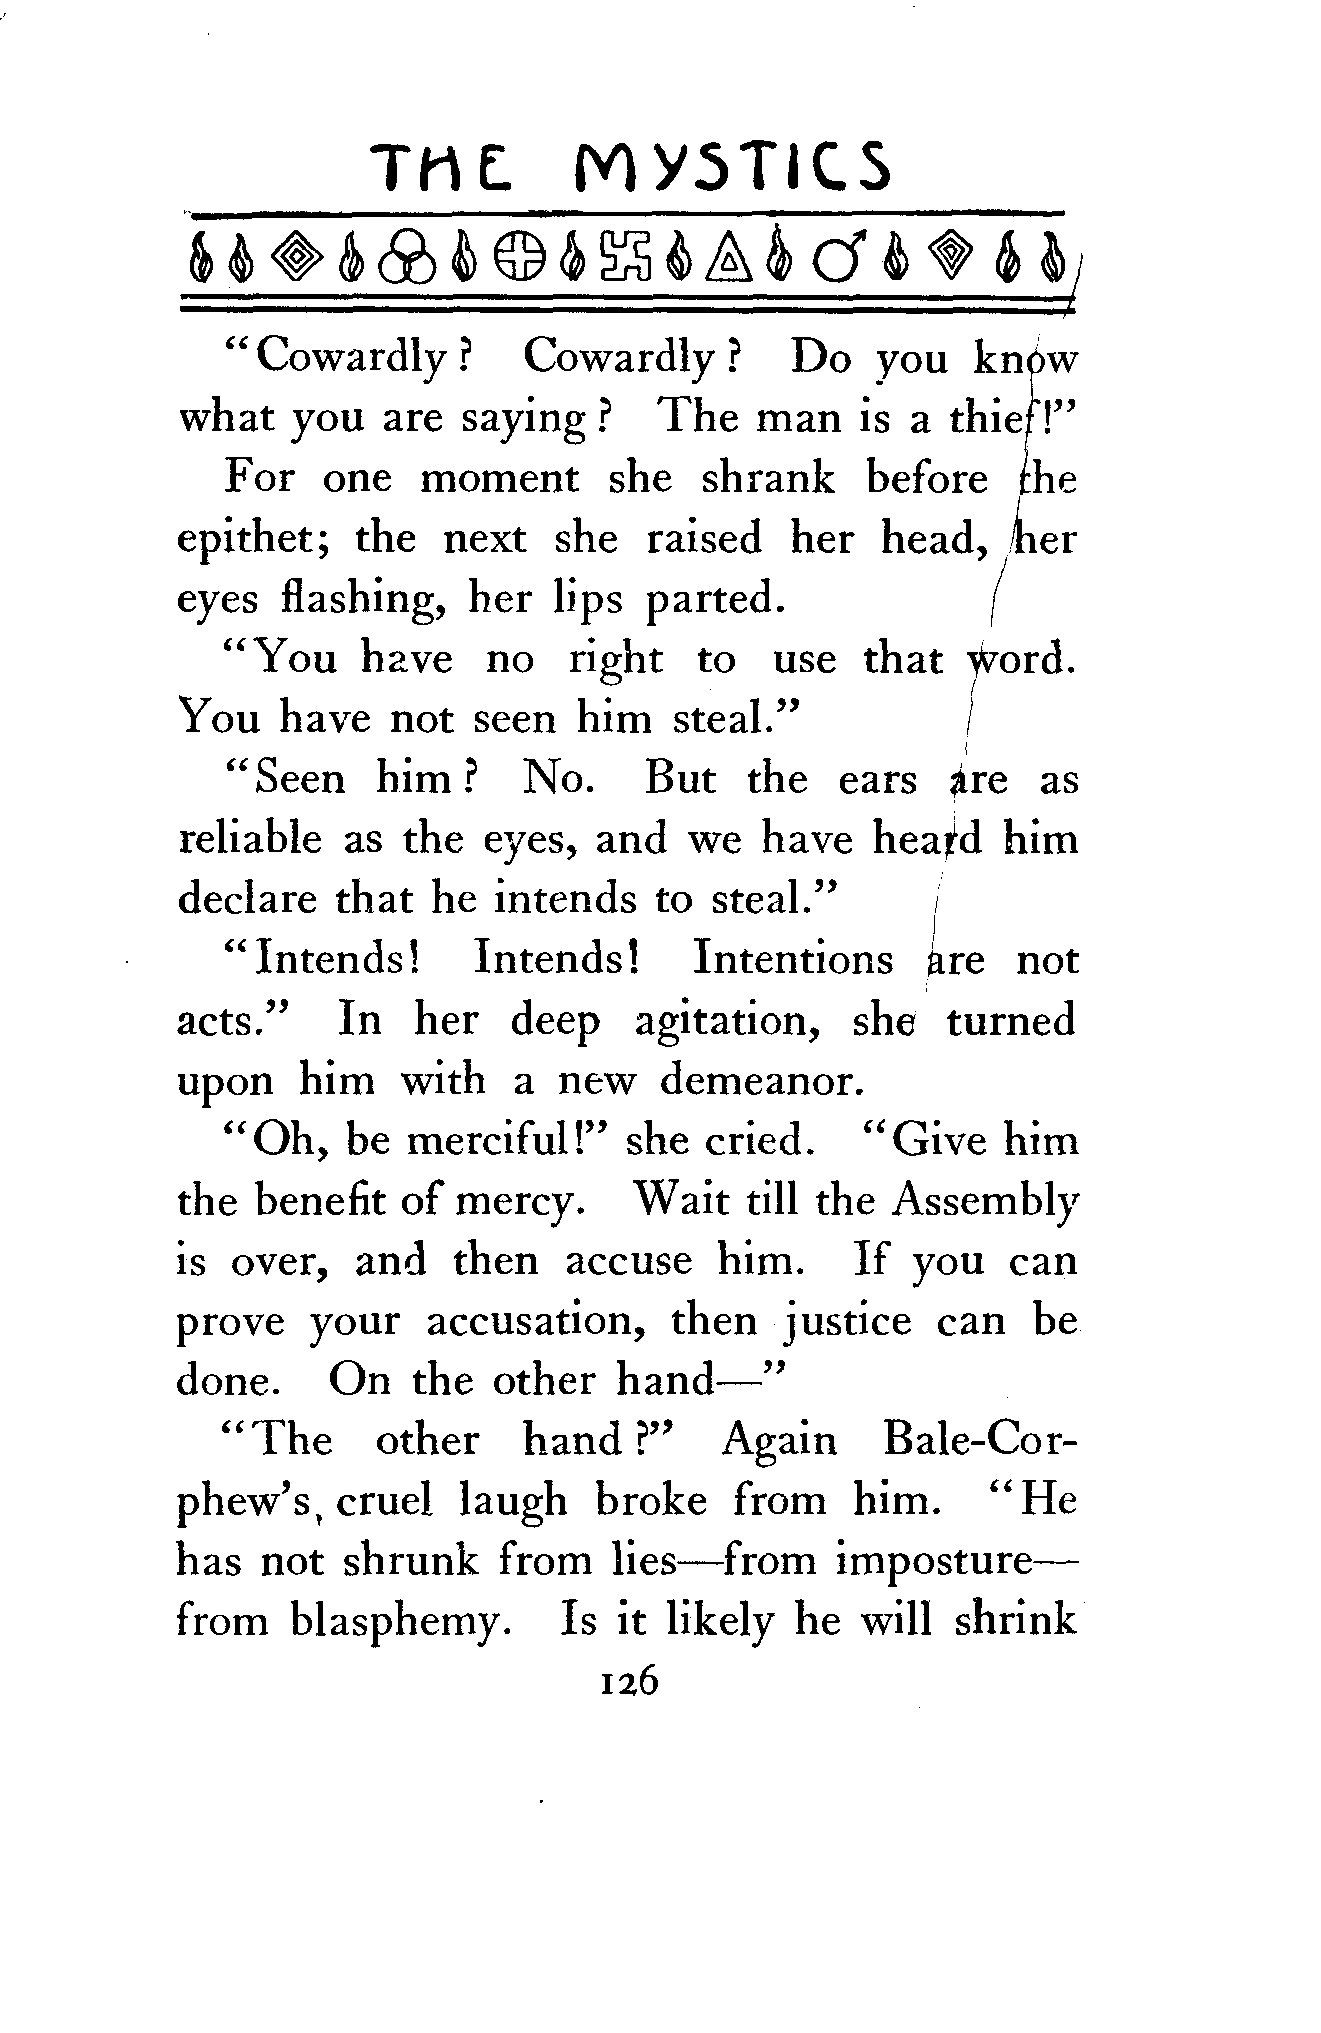 THE MYSTICS
“Cowardly? Cowardly? Do you know
what you are saying? The man is a thief!”
For one moment she shrank before the
epithet; the next she raised her head, her
eyes flashing, her lips parted.
“You have no right to use that word.
You have not seen him steal.”
“Seen him? No. But the ears are as
reliable as the eyes, and we have heard him
declare that he intends to steal.”
“Intends! Intends! Intentions are not
acts.” In her deep agitation, she turned
upon him with a new demeanor.
“Oh, be merciful!” she cried. “Give him
the benefit of mercy. Wait till the Assembly
is over, and then accuse him. If you can
prove your accusation, then justice can be
done. On the other hand—”
“The other hand?” Again Bale-Cor-
phew’s cruel laugh broke from him. “He
has not shrunk from lies—from imposture—
from blasphemy. Is it likely he will shrink
126